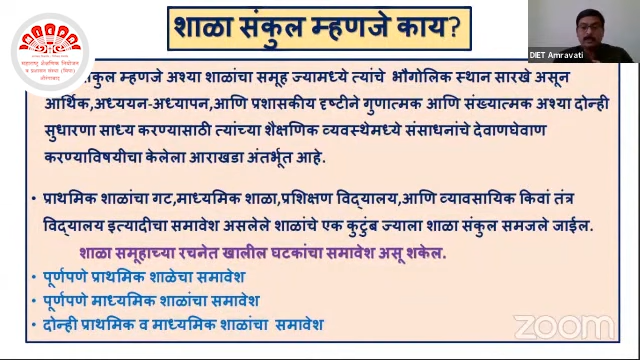 शाळा संकुल म्हणजे काय?
DIET Amravati
संकुल म्हणजे अश्या शाळांचा समूह ज्यामध्ये त्यांचे भौगोलिक स्थान सारखे असून
आर्थिक,अध्ययन-अध्यापन,आणि प्रशासकीय दृष्टीने गुणात्मक आणि संख्यात्मक अश्या दोन्ही
सुधारणा साध्य करण्यासाठी त्यांच्या शैक्षणिक व्यवस्थेमध्ये संसाधनांचे देवाणघेवाण
करण्याविषयीचा केलेला आराखडा अंतर्भूत आहे.
प्राथमिक शाळांचा गट,माध्यमिक शाळा,प्रशिक्षण विद्यालय,आणि व्यावसायिक किवां तंत्र
विद्यालय इत्यादीचा समावेश असलेले शाळांचे एक कुटुंब ज्याला शाळा संकुल समजले जाईल.
शाळा समूहाच्या रचनेत खालील घटकांचा समावेश असू शकेल.
पूर्णपणे प्राथमिक शाळेचा समावेश
पूर्णपणे माध्यमिक शाळांचा समावेश
दोन्ही प्राथमिक व माध्यमिक शाळांचा समावेश
zoom